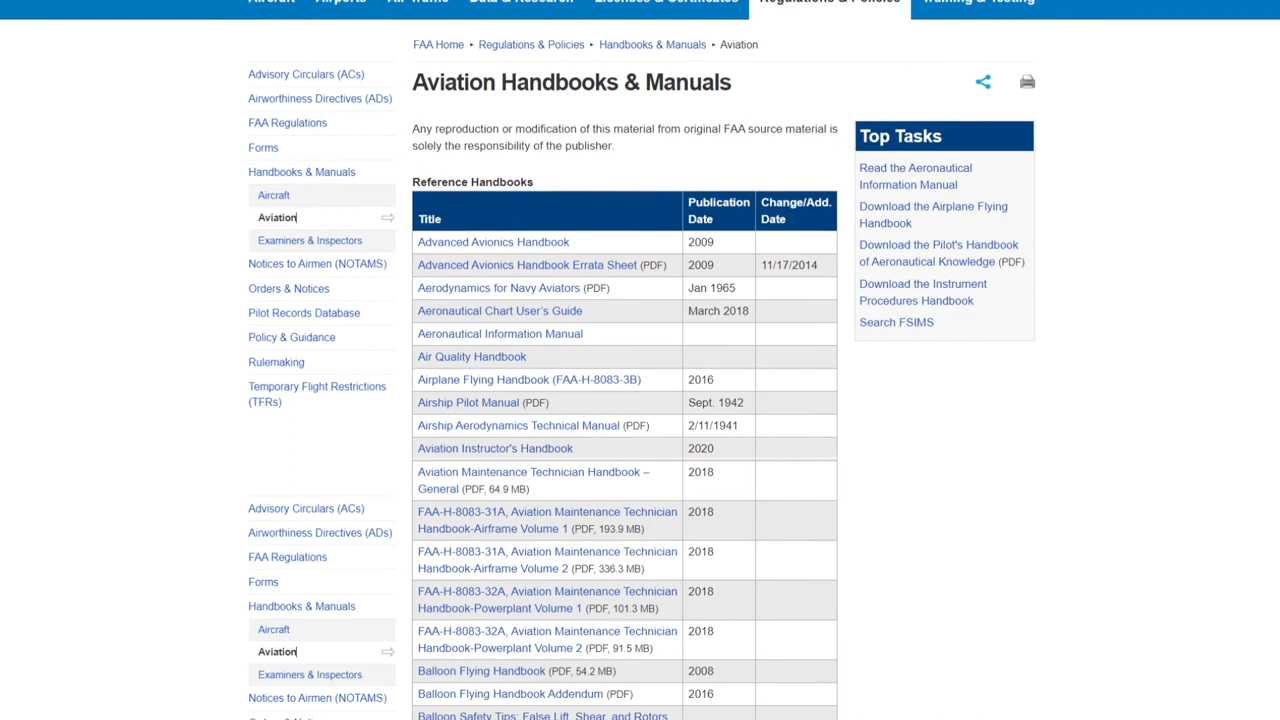 Aircraft Airports Air Traffic Data & Research Licenses & Certificates Regulations & Policies Training & Testing
FAA Home ▸ Regulations & Policies ▸ Handbooks & Manuals ▸ Aviation
Advisory Circulars (ACs)
Airworthiness Directives (ADs)
FAA Regulations
Forms
Handbooks & Manuals
Aircraft
Aviation
Examiners & Inspectors
Notices to Airmen (NOTAMS)
Orders & Notices
Pilot Records Database
Policy & Guidance
Rulemaking
Temporary Flight Restrictions
(TFRs)
Advisory Circulars (ACs)
Airworthiness Directives (ADs)
FAA Regulations
Forms
Handbooks & Manuals
Aircraft
Aviation
Examiners & Inspectors
Notices to Airmen (NOTAMS)
Aviation Handbooks & Manuals
Any reproduction or modification of this material from original FAA source material is
solely the responsibility of the publisher.
Reference Handbooks
Title Publication Date Change/Add. Date
Advanced Avionics Handbook 2009
Advanced Avionics Handbook Errata Sheet (PDF) 2009 11/17/2014
Aerodynamics for Navy Aviators (PDF) Jan 1965
Aeronautical Chart User's Guide March 2018
Aeronautical Information Manual
Air Quality Handbook
Airplane Flying Handbook (FAA-H-8083-3B) 2016
Airship Pilot Manual (PDF) Sept. 1942
Airship Aerodynamics Technical Manual (PDF) 2/11/1941
Aviation Instructor's Handbook 2020
Aviation Maintenance Technician Handbook – 2018
General (PDF, 64.9 MB)
FAA-H-8083-31A, Aviation Maintenance Technician 2018
Handbook-Airframe Volume 1 (PDF, 193.9 MB)
FAA-H-8083-31A, Aviation Maintenance Technician 2018
Handbook-Airframe Volume 2 (PDF, 336.3 MB)
FAA-H-8083-32A, Aviation Maintenance Technician 2018
Handbook-Powerplant Volume 1 (PDF, 101.3 MB)
FAA-H-8083-32A, Aviation Maintenance Technician 2018
Handbook-Powerplant Volume 2 (PDF, 91.5 MB)
Balloon Flying Handbook (PDF, 54.2 MB) 2008
Balloon Flying Handbook Addendum (PDF) 2016
Balloon Safety Tips: False Lift, Shear, and Rotors
Top Tasks
Read the Aeronautical
Information Manual
Download the Airplane Flying
Handbook
Download the Pilot's Handbook
of Aeronautical Knowledge (PDF)
Download the Instrument
Procedures Handbook
Search FSIMS